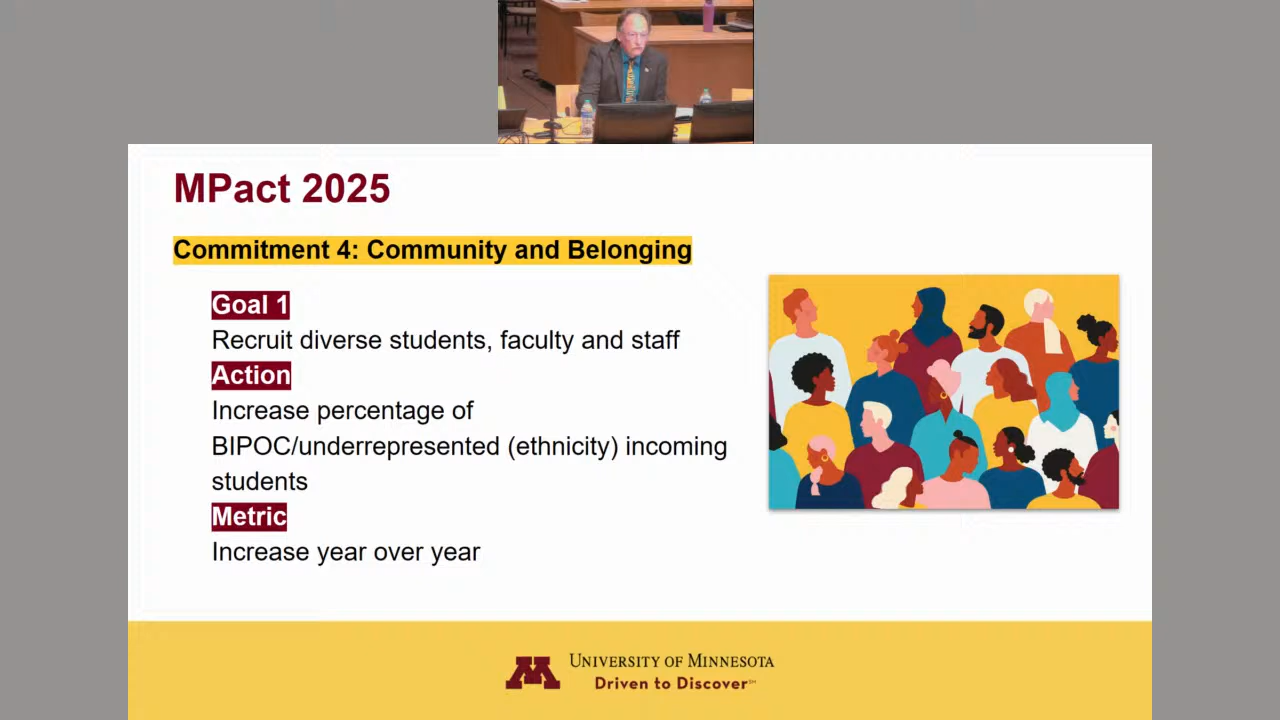 MPact 2025
Commitment 4: Community and Belonging
Goal 1
Recruit diverse students, faculty and staff
Action
Increase percentage of
BIPOC/underrepresented (ethnicity) incoming
students
Metric
Increase year over year
M
UNIVERSITY OF MINNESOTA
Driven to Discover℠